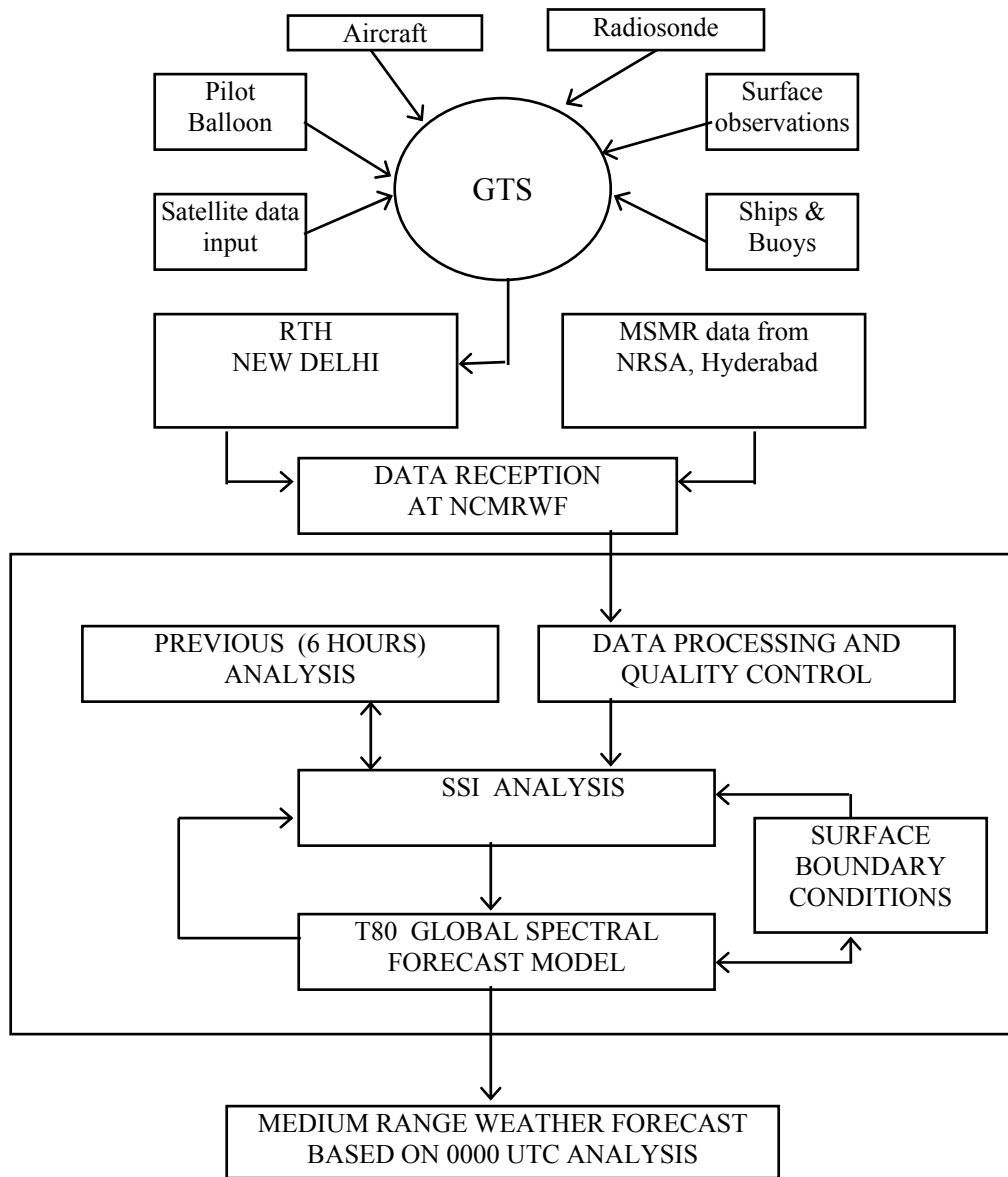 Aircraft
Radiosonde
Pilot
Balloon
Surface
observations
GTS
Satellite data
input
Ships &
Buoys
RTH
NEW DELHI
MSMR data from
NRSA, Hyderabad
DATA RECEPTION
AT NCMRWF
PREVIOUS (6 HOURS)
ANALYSIS
DATA PROCESSING AND
QUALITY CONTROL
SSI ANALYSIS
SURFACE
BOUNDARY
CONDITIONS
T80 GLOBAL SPECTRAL
FORECAST MODEL
MEDIUM RANGE WEATHER FORECAST
BASED ON 0000 UTC ANALYSIS